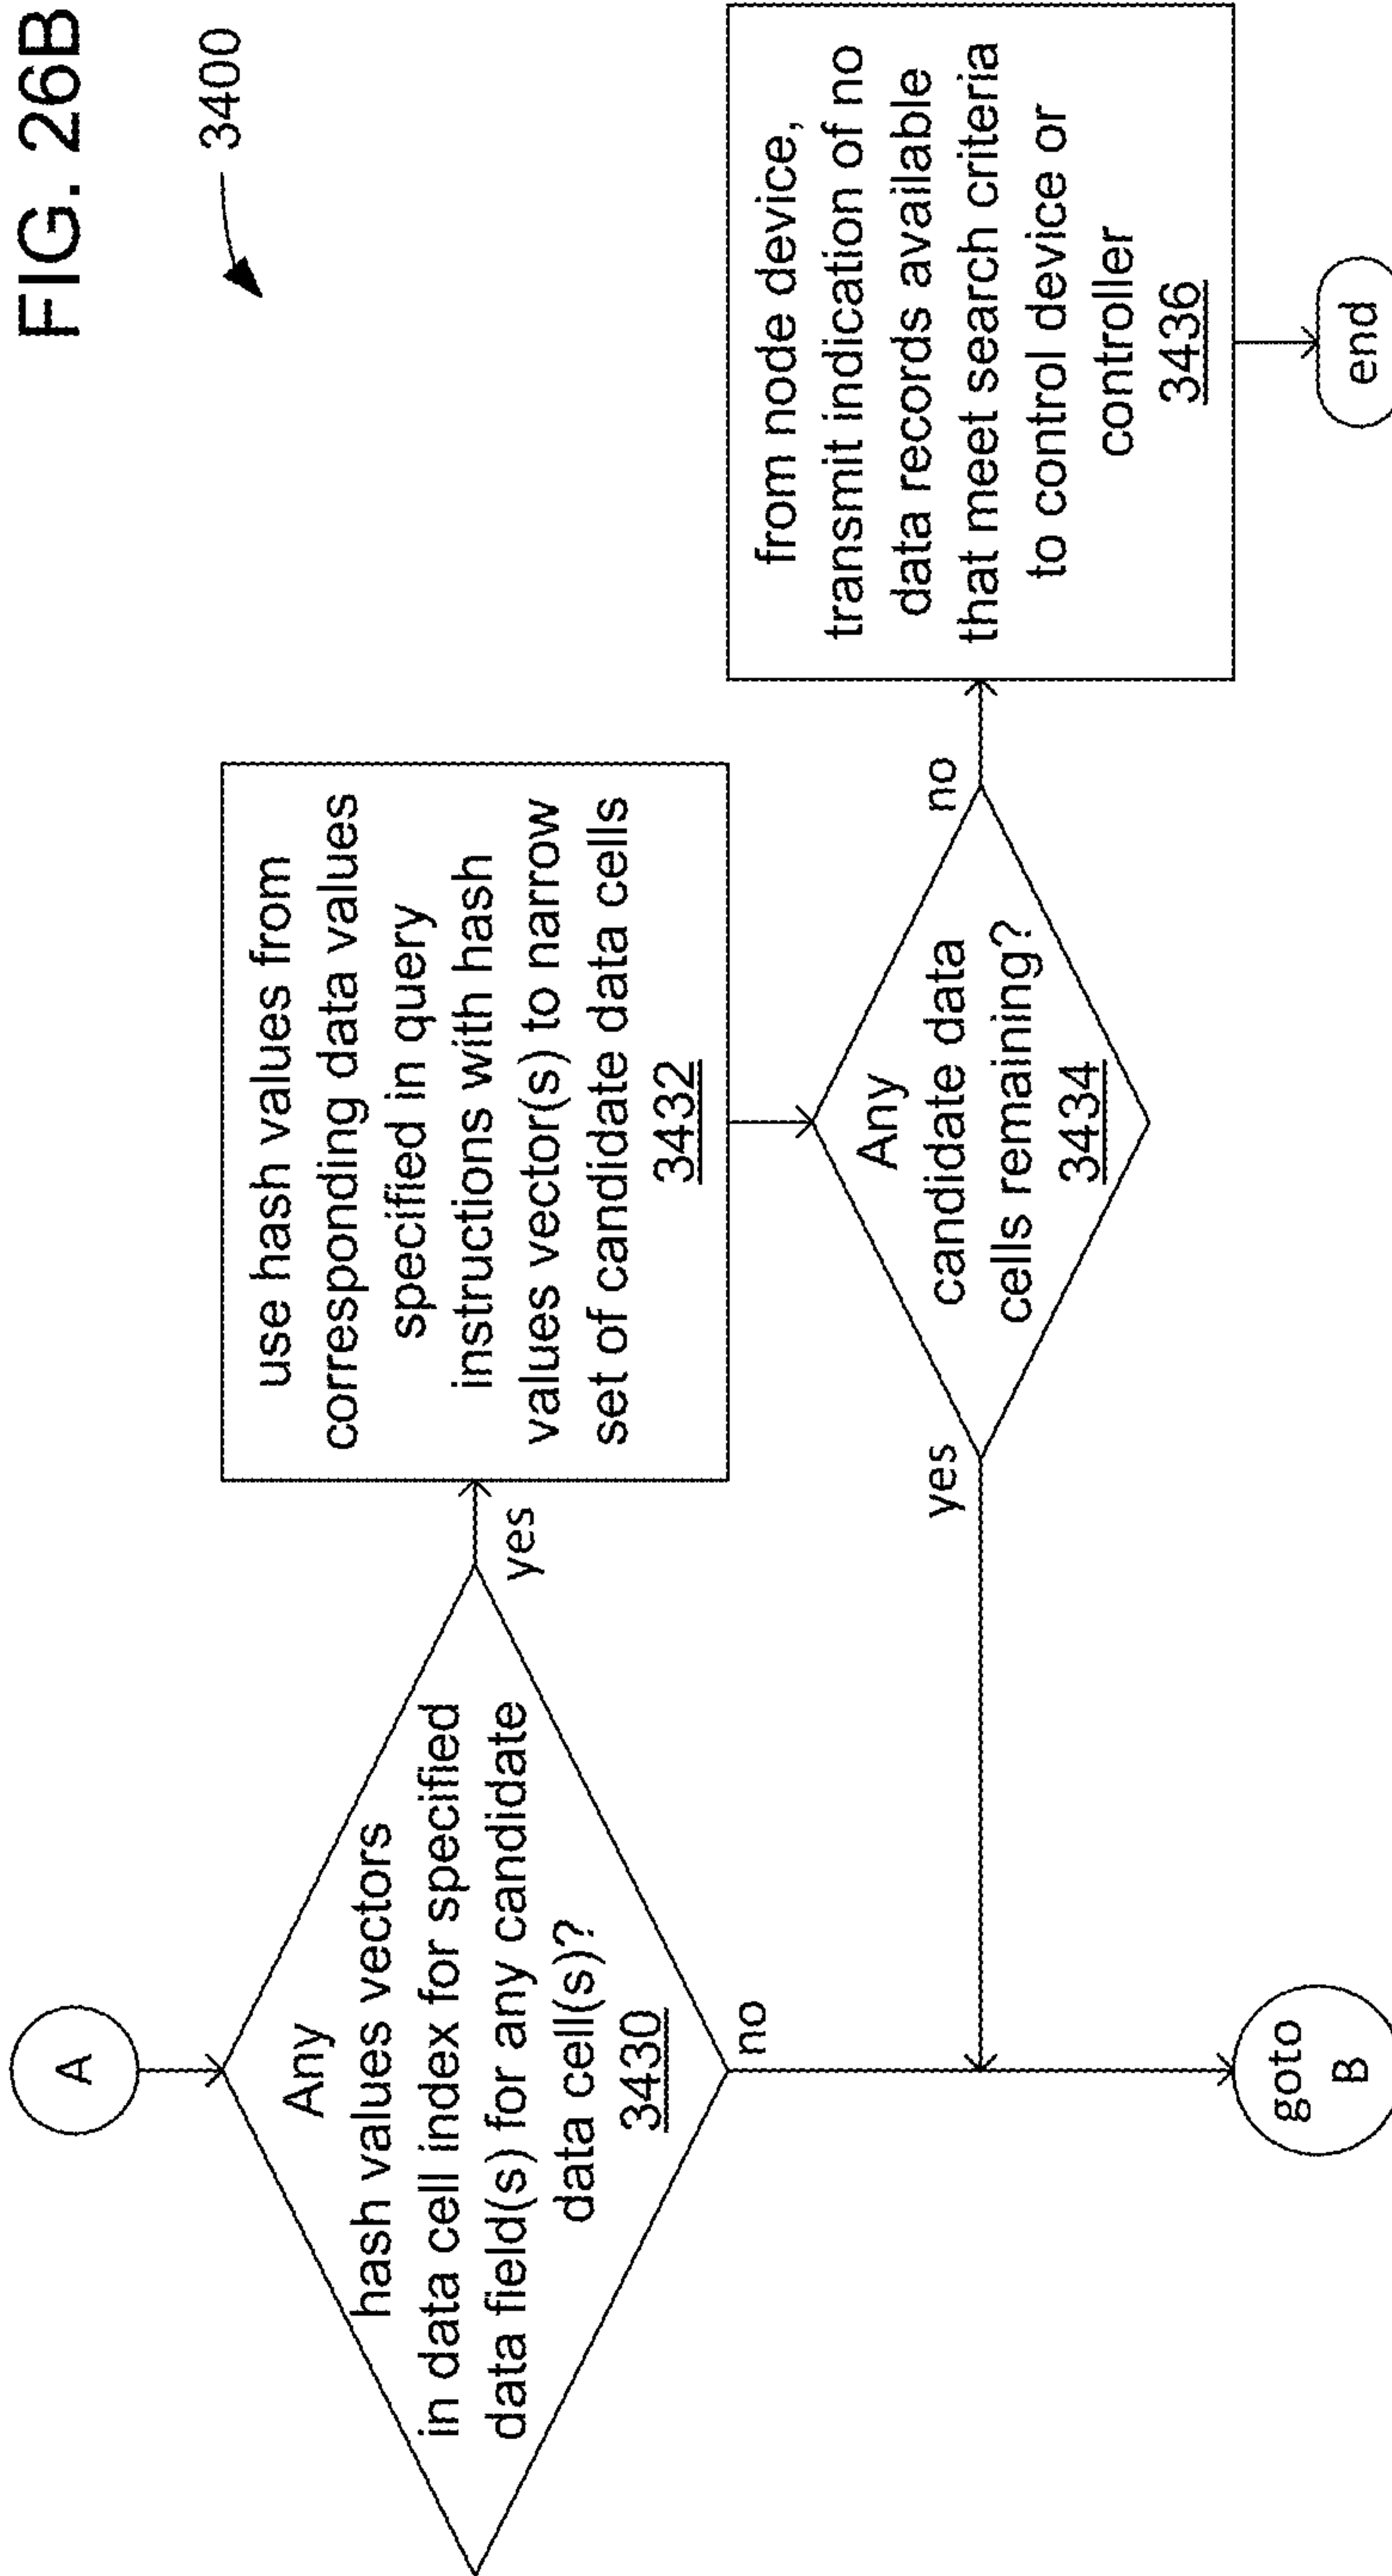 FIG. 26B
3400
A
Any
hash values vectors
in data cell index for specified
data field(s) for any candidate
data cell(s)?
3430
yes
no
use hash values from
corresponding data values
specified in query
instructions with hash
values vector(s) to narrow
set of candidate data cells
3432
Any
candidate data
cells remaining?
3434
yes
no
from node device,
transmit indication of no
data records available
that meet search criteria
to control device or
controller
3436
end
goto
B